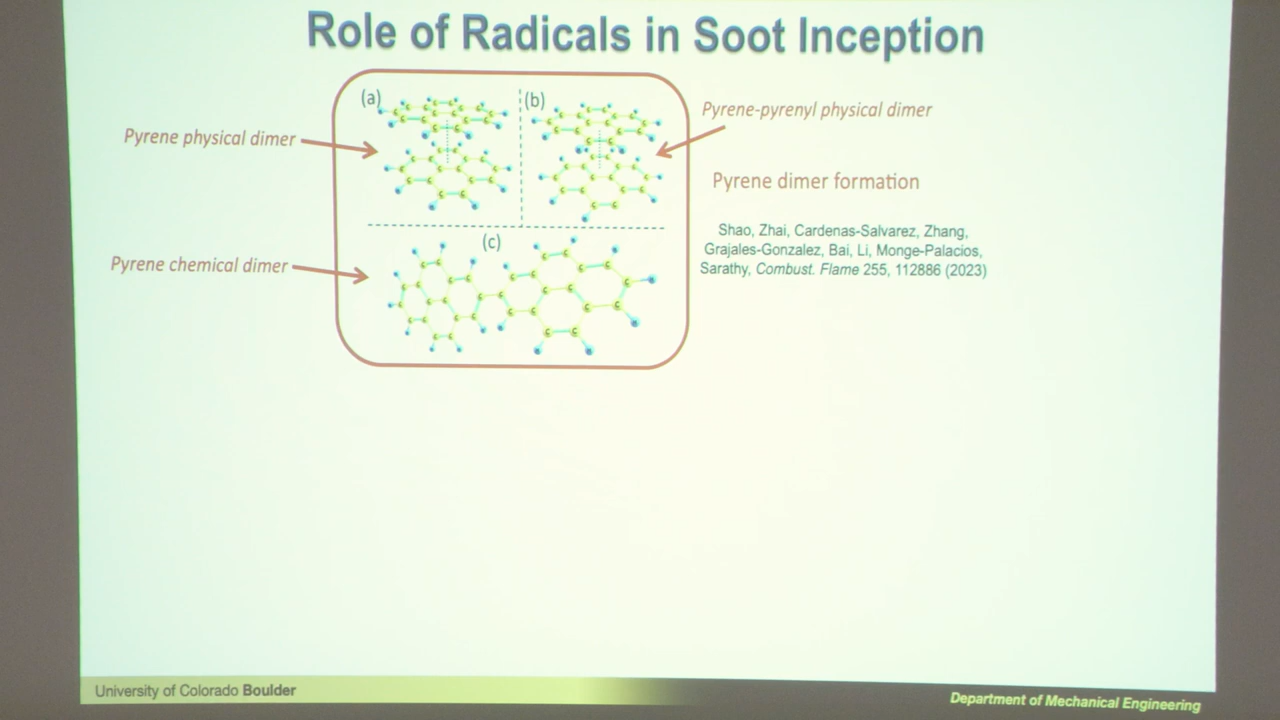 Role of Radicals in Soot Inception
(a)
(b)
Pyrene physical dimer
Pyrene-pyrenyl physical dimer
Pyrene dimer formation
Shao, Zhai, Cardenas-Salvarez, Zhang,
Grajales-Gonzalez, Bai, Li, Monge-Palacios,
Sarathy, Combust. Flame 255, 112886 (2023)
(c)
Pyrene chemical dimer
University of Colorado Boulder
Department of Mechanical Engineering